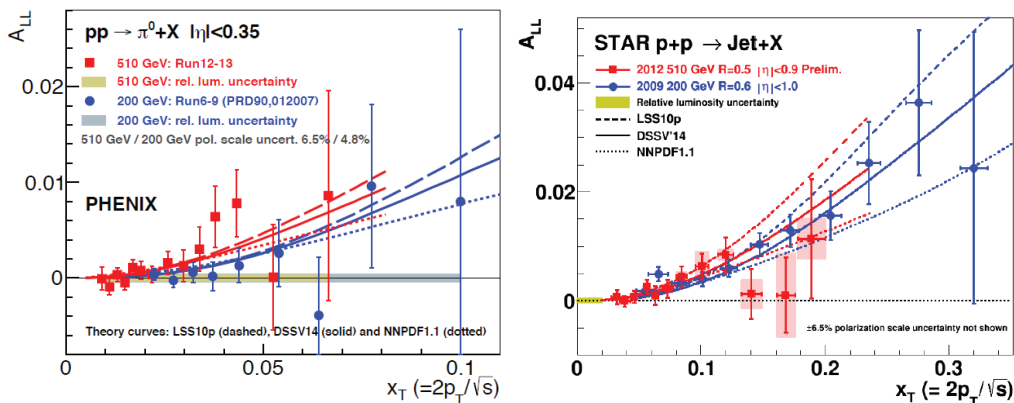 A_LL
pp → π⁰+X |η|<0.35
510 GeV: Run12-13
510 GeV: rel. lum. uncertainty
200 GeV: Run6-9 (PRD90,012007)
200 GeV: rel. lum. uncertainty
510 GeV / 200 GeV pol. scale uncert. 6.5% / 4.8%
0.02
0.01
PHENIX
0
Theory curves: LSS10p (dashed), DSSV14 (solid) and NNPDF1.1 (dotted)
0 0.05 0.1
x_T (=2p_T/√s)
A_LL
STAR p+p → Jet+X
0.04
2012 510 GeV R=0.5 |η|<0.9 Prelim.
2009 200 GeV R=0.6 |η|<1.0
Relative luminosity uncertainty
LSS10p
DSSV'14
NNPDF1.1
0.02
0
±6.5% polarization scale uncertainty not shown
0 0.1 0.2 0.3
x_T (= 2p_T/√s)